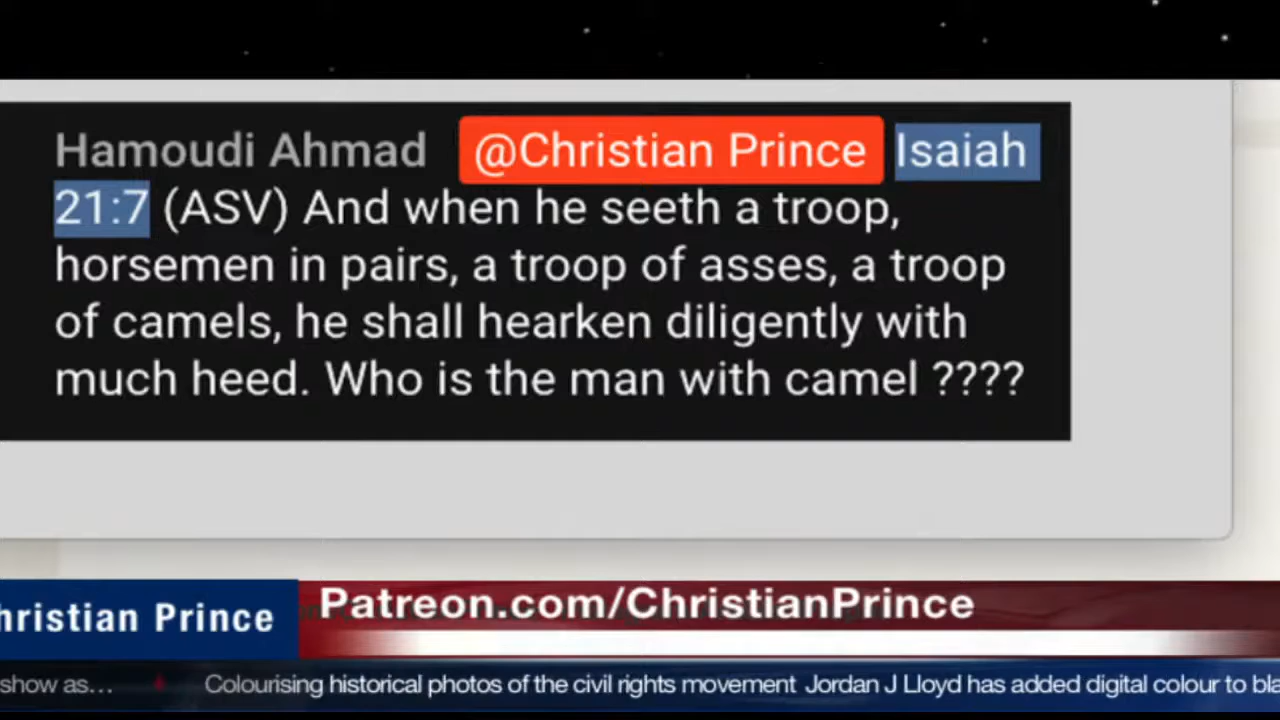 Hamoudi Ahmad @Christian Prince Isaiah
21:7 (ASV) And when he seeth a troop,
horsemen in pairs, a troop of asses, a troop
of camels, he shall hearken diligently with
much heed. Who is the man with camel ????
hristian Prince
Patreon.com/ChristianPrince
show as... Colourising historical photos of the civil rights movement Jordan J Lloyd has added digital colour to bla